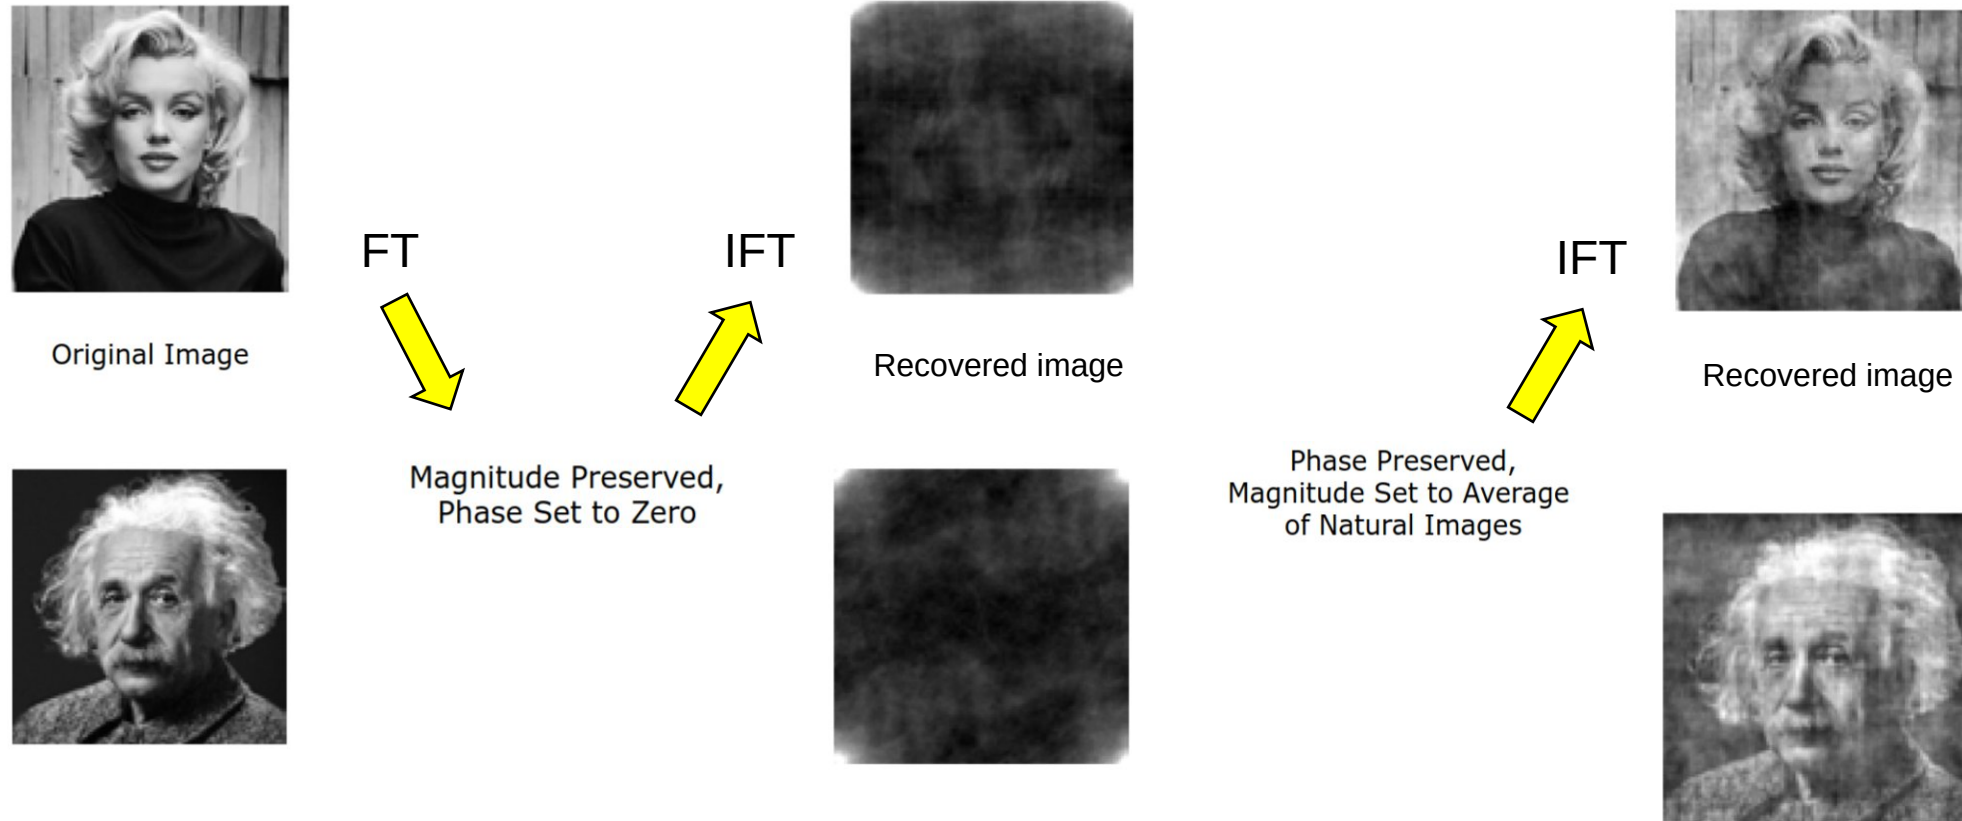 FT
IFT
IFT
Original Image
Recovered image
Recovered image
Magnitude Preserved,
Phase Set to Zero
Phase Preserved,
Magnitude Set to Average
of Natural Images